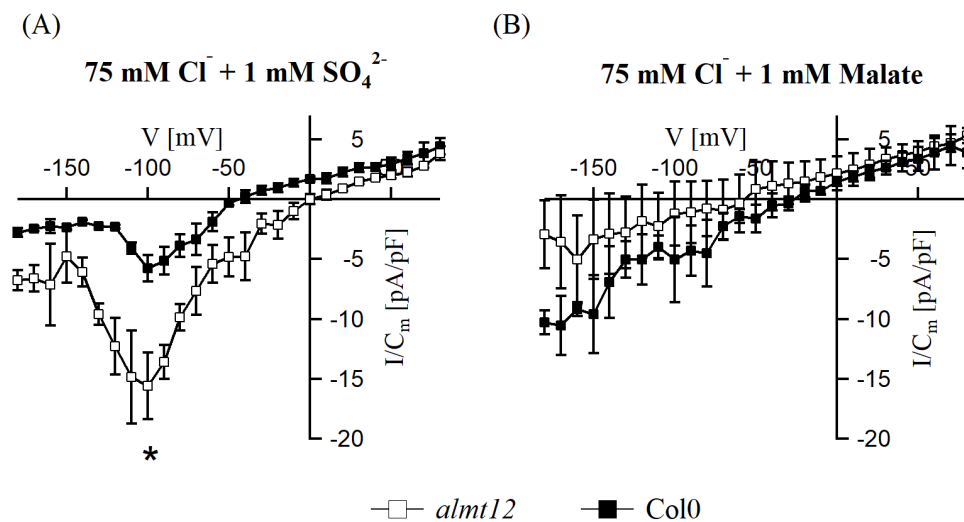 (A)
75 mM Cl⁻ + 1 mM SO₄²⁻
V [mV]
-150
-100
-50
5
-5
-10
-15
-20
I/Cₘ [pA/pF]
*
(B)
75 mM Cl⁻ + 1 mM Malate
V [mV]
-150
-100
-50
5
-5
-10
-15
-20
I/Cₘ [pA/pF]
almt12
Col0